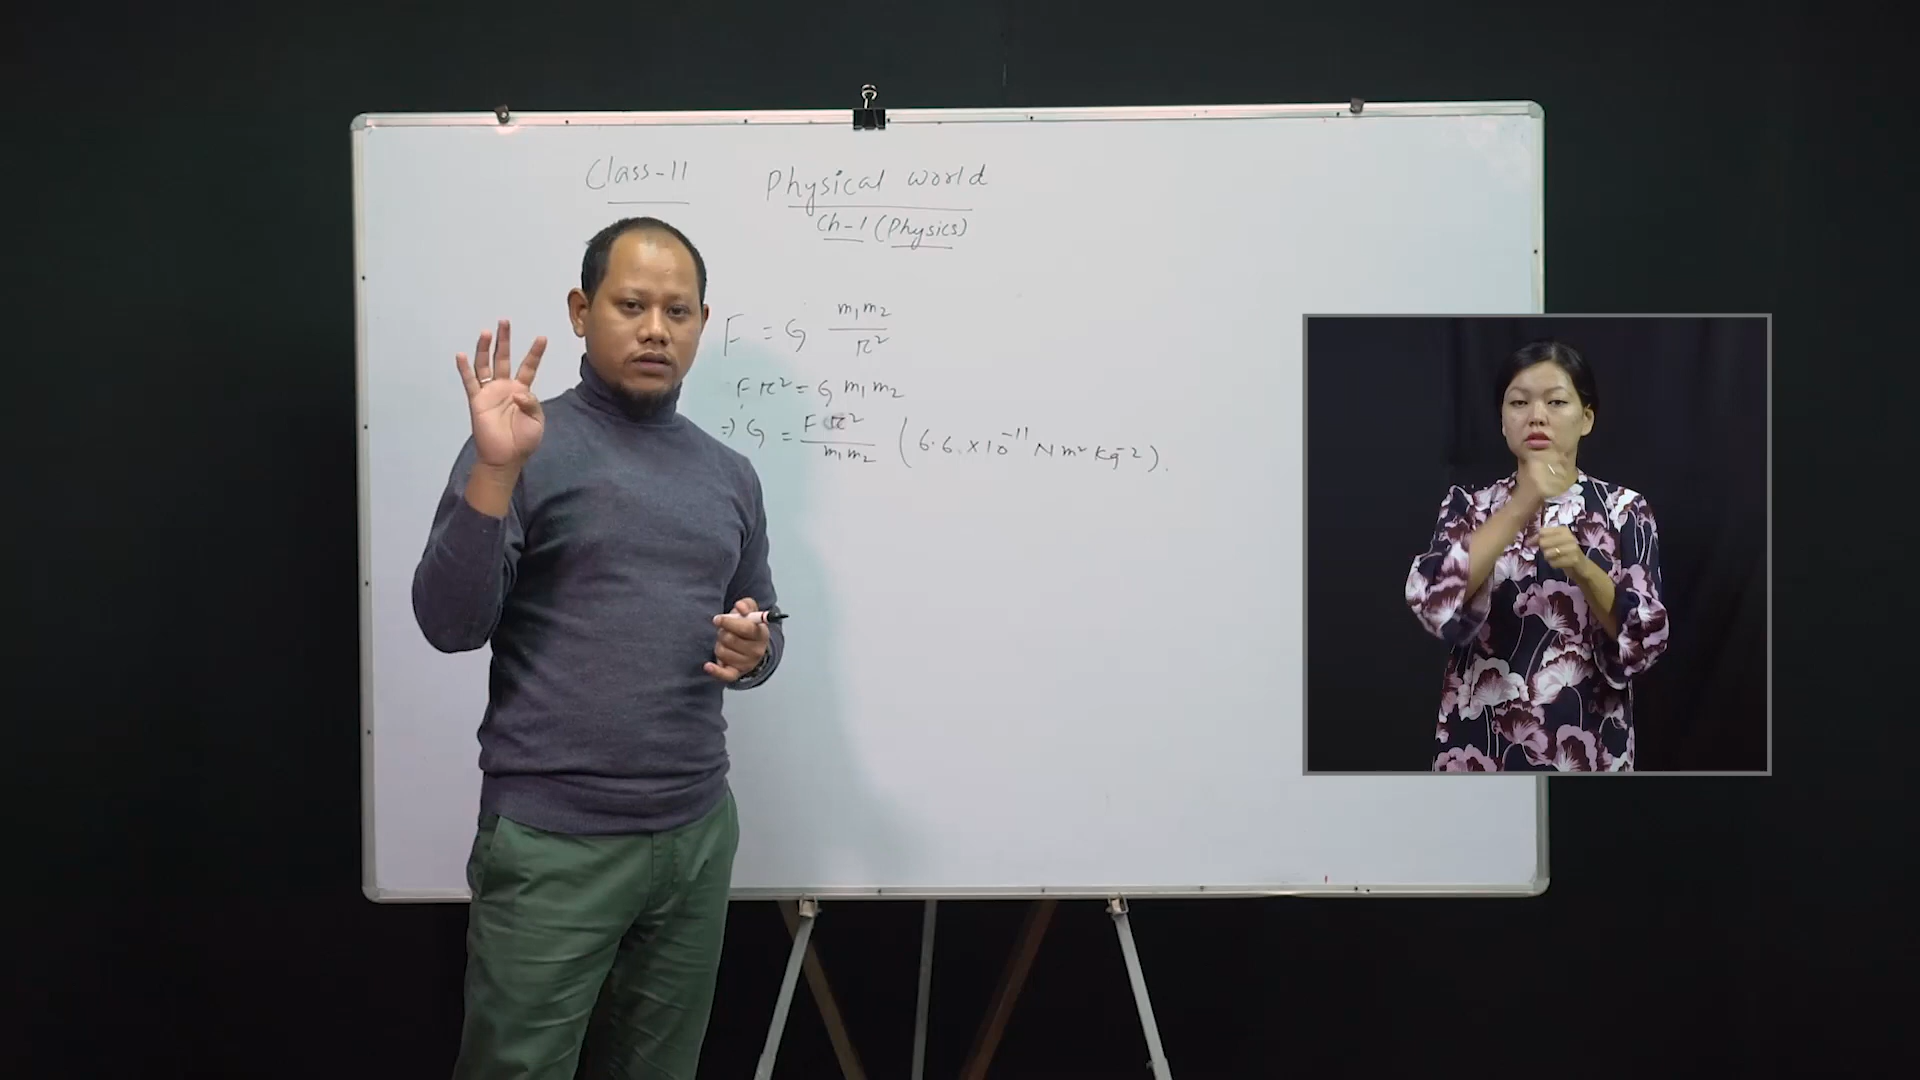 Class-11
Physical world
Ch-1 (Physics)
F = G m₁m₂/r²
Fr² = G m₁m₂
⇒ G = Fr²/m₁m₂ (6.6.×10⁻¹¹ N m² Kg⁻²).